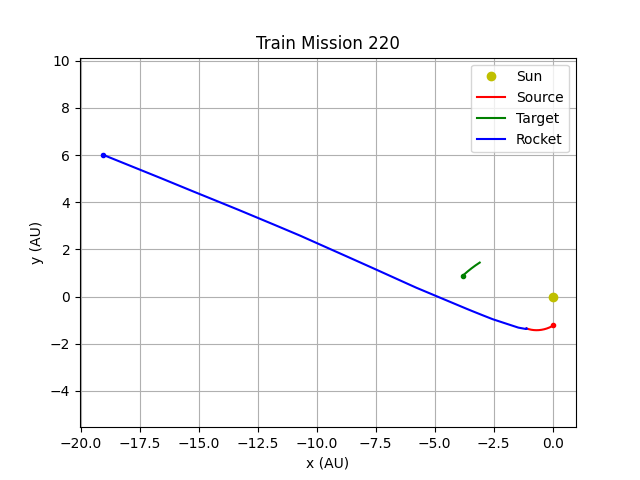 Train Mission 220
10
8
6
4
2
0
−2
−4
y (AU)
Sun
Source
Target
Rocket
−20.0 −17.5 −15.0 −12.5 −10.0 −7.5 −5.0 −2.5 0.0
x (AU)